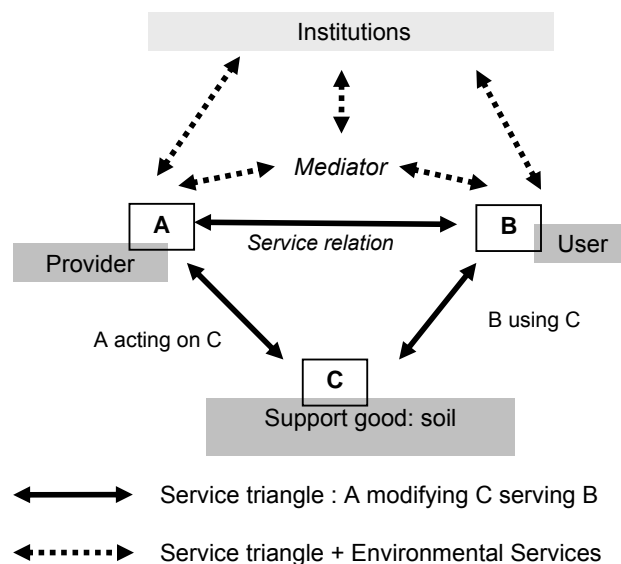 Institutions
Mediator
A
B
Service relation
Provider
User
A acting on C
B using C
C
Support good: soil
Service triangle : A modifying C serving B
Service triangle + Environmental Services